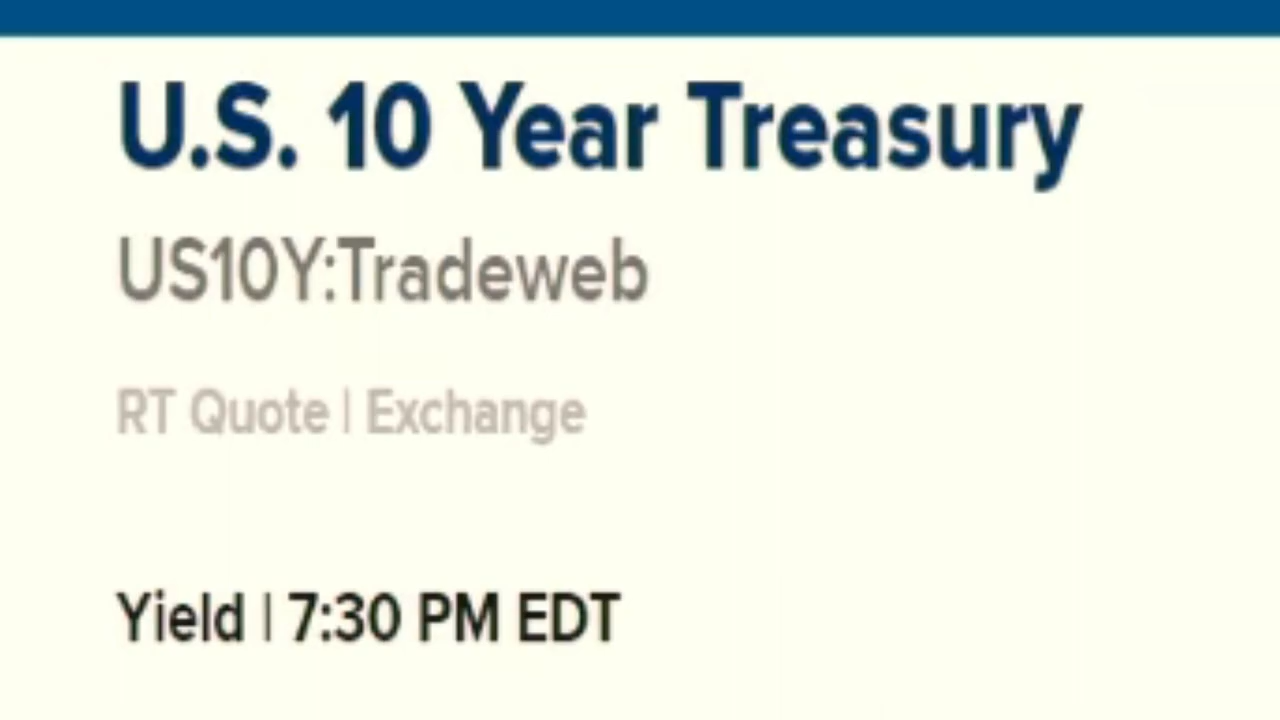 U.S. 10 Year Treasury
US10Y:Tradeweb
RT Quote | Exchange
Yield | 7:30 PM EDT